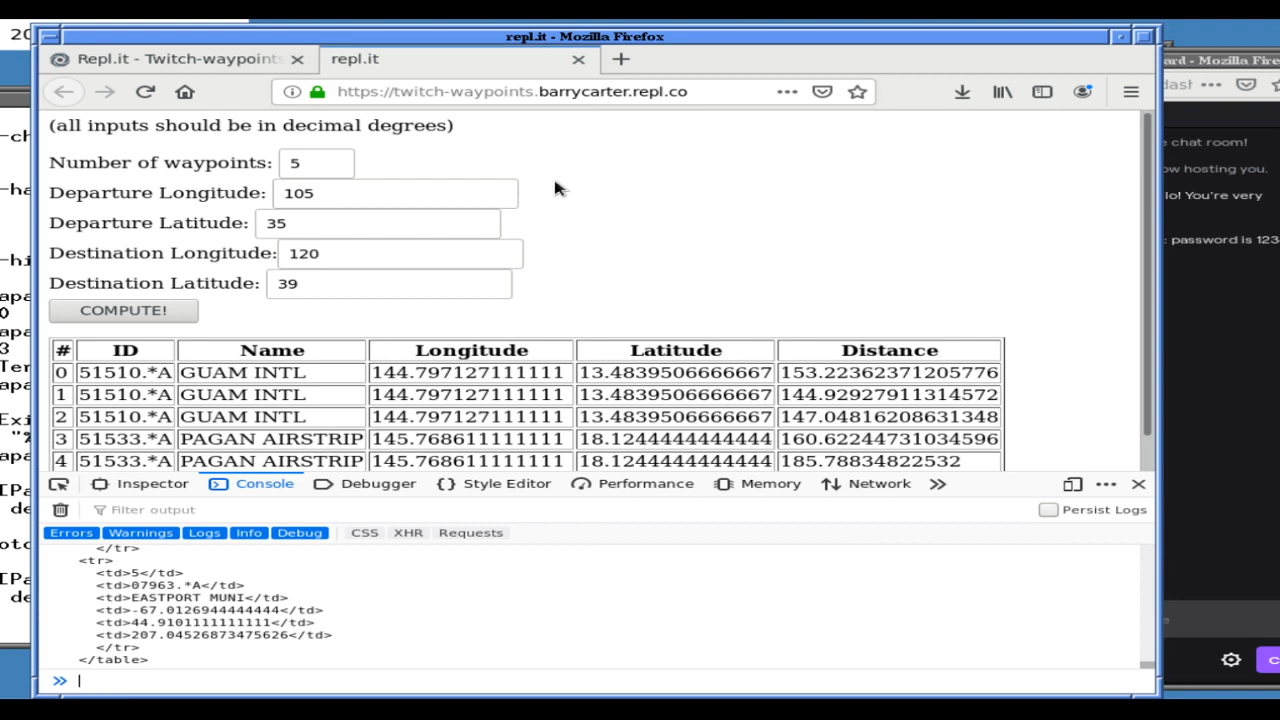 20
repl.it - Mozilla Firefox
ard - Mozilla Fire
Repl.it - Twitch-waypoints
repl.it
https://twitch-waypoints.barrycarter.repl.co
dash
(all inputs should be in decimal degrees)
Number of waypoints: 5
Departure Longitude: 105
Departure Latitude: 35
Destination Longitude: 120
Destination Latitude: 39
COMPUTE!
# ID Name Longitude Latitude Distance
0 51510.*A GUAM INTL 144.797127111111 13.4839506666667 153.22362371205776
1 51510.*A GUAM INTL 144.797127111111 13.4839506666667 144.92927911314572
2 51510.*A GUAM INTL 144.797127111111 13.4839506666667 147.04816208631348
3 51533.*A PAGAN AIRSTRIP 145.768611111111 18.1244444444444 160.62244731034596
4 51533.*A PAGAN AIRSTRIP 145.768611111111 18.1244444444444 185.78834822532
Inspector Console Debugger Style Editor Performance Memory Network
Filter output
Persist Logs
Errors Warnings Logs Info Debug CSS XHR Requests
</tr>
<tr>
<td>5</td>
<td>07963.*A</td>
<td>EASTPORT MUNI</td>
<td>-67.0126944444444</td>
<td>44.9101111111111</td>
<td>207.04526873475626</td>
</tr>
</table>
>>
e chat room!
ow hosting you.
lo! You're very
: password is 123